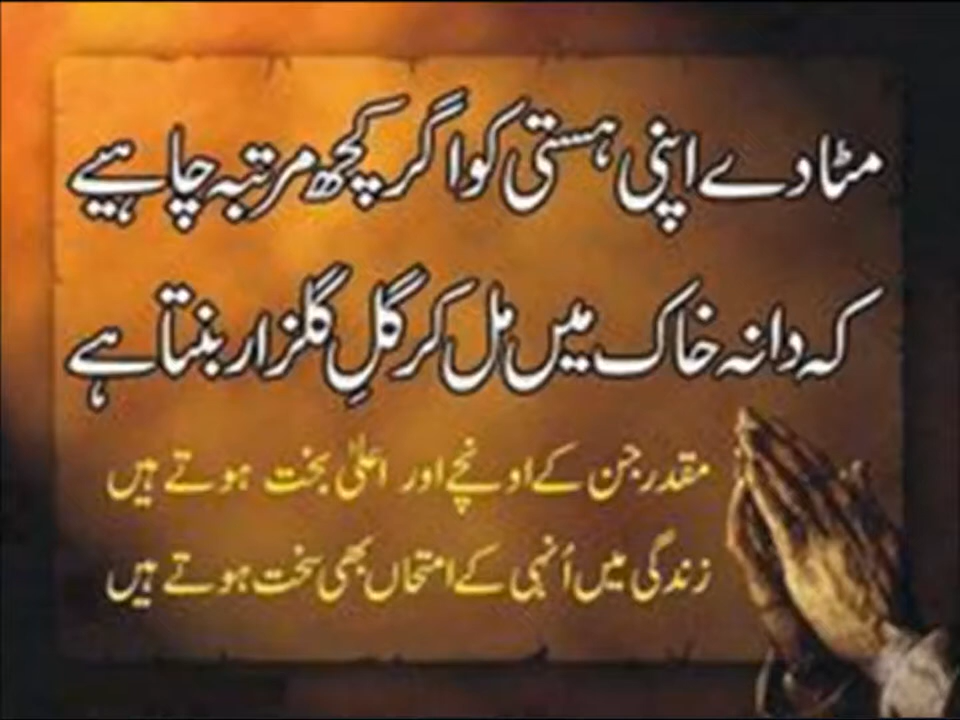 مٹا دے اپنی ہستی کو اگر کچھ مرتبہ چاہیے
کہ دانہ خاک میں مل کر گلِ گلزار بنتا ہے
مقدر جن کے اونچے اور اعلیٰ بخت ہوتے ہیں
زندگی میں اُنہی کے امتحاں بھی سخت ہوتے ہیں